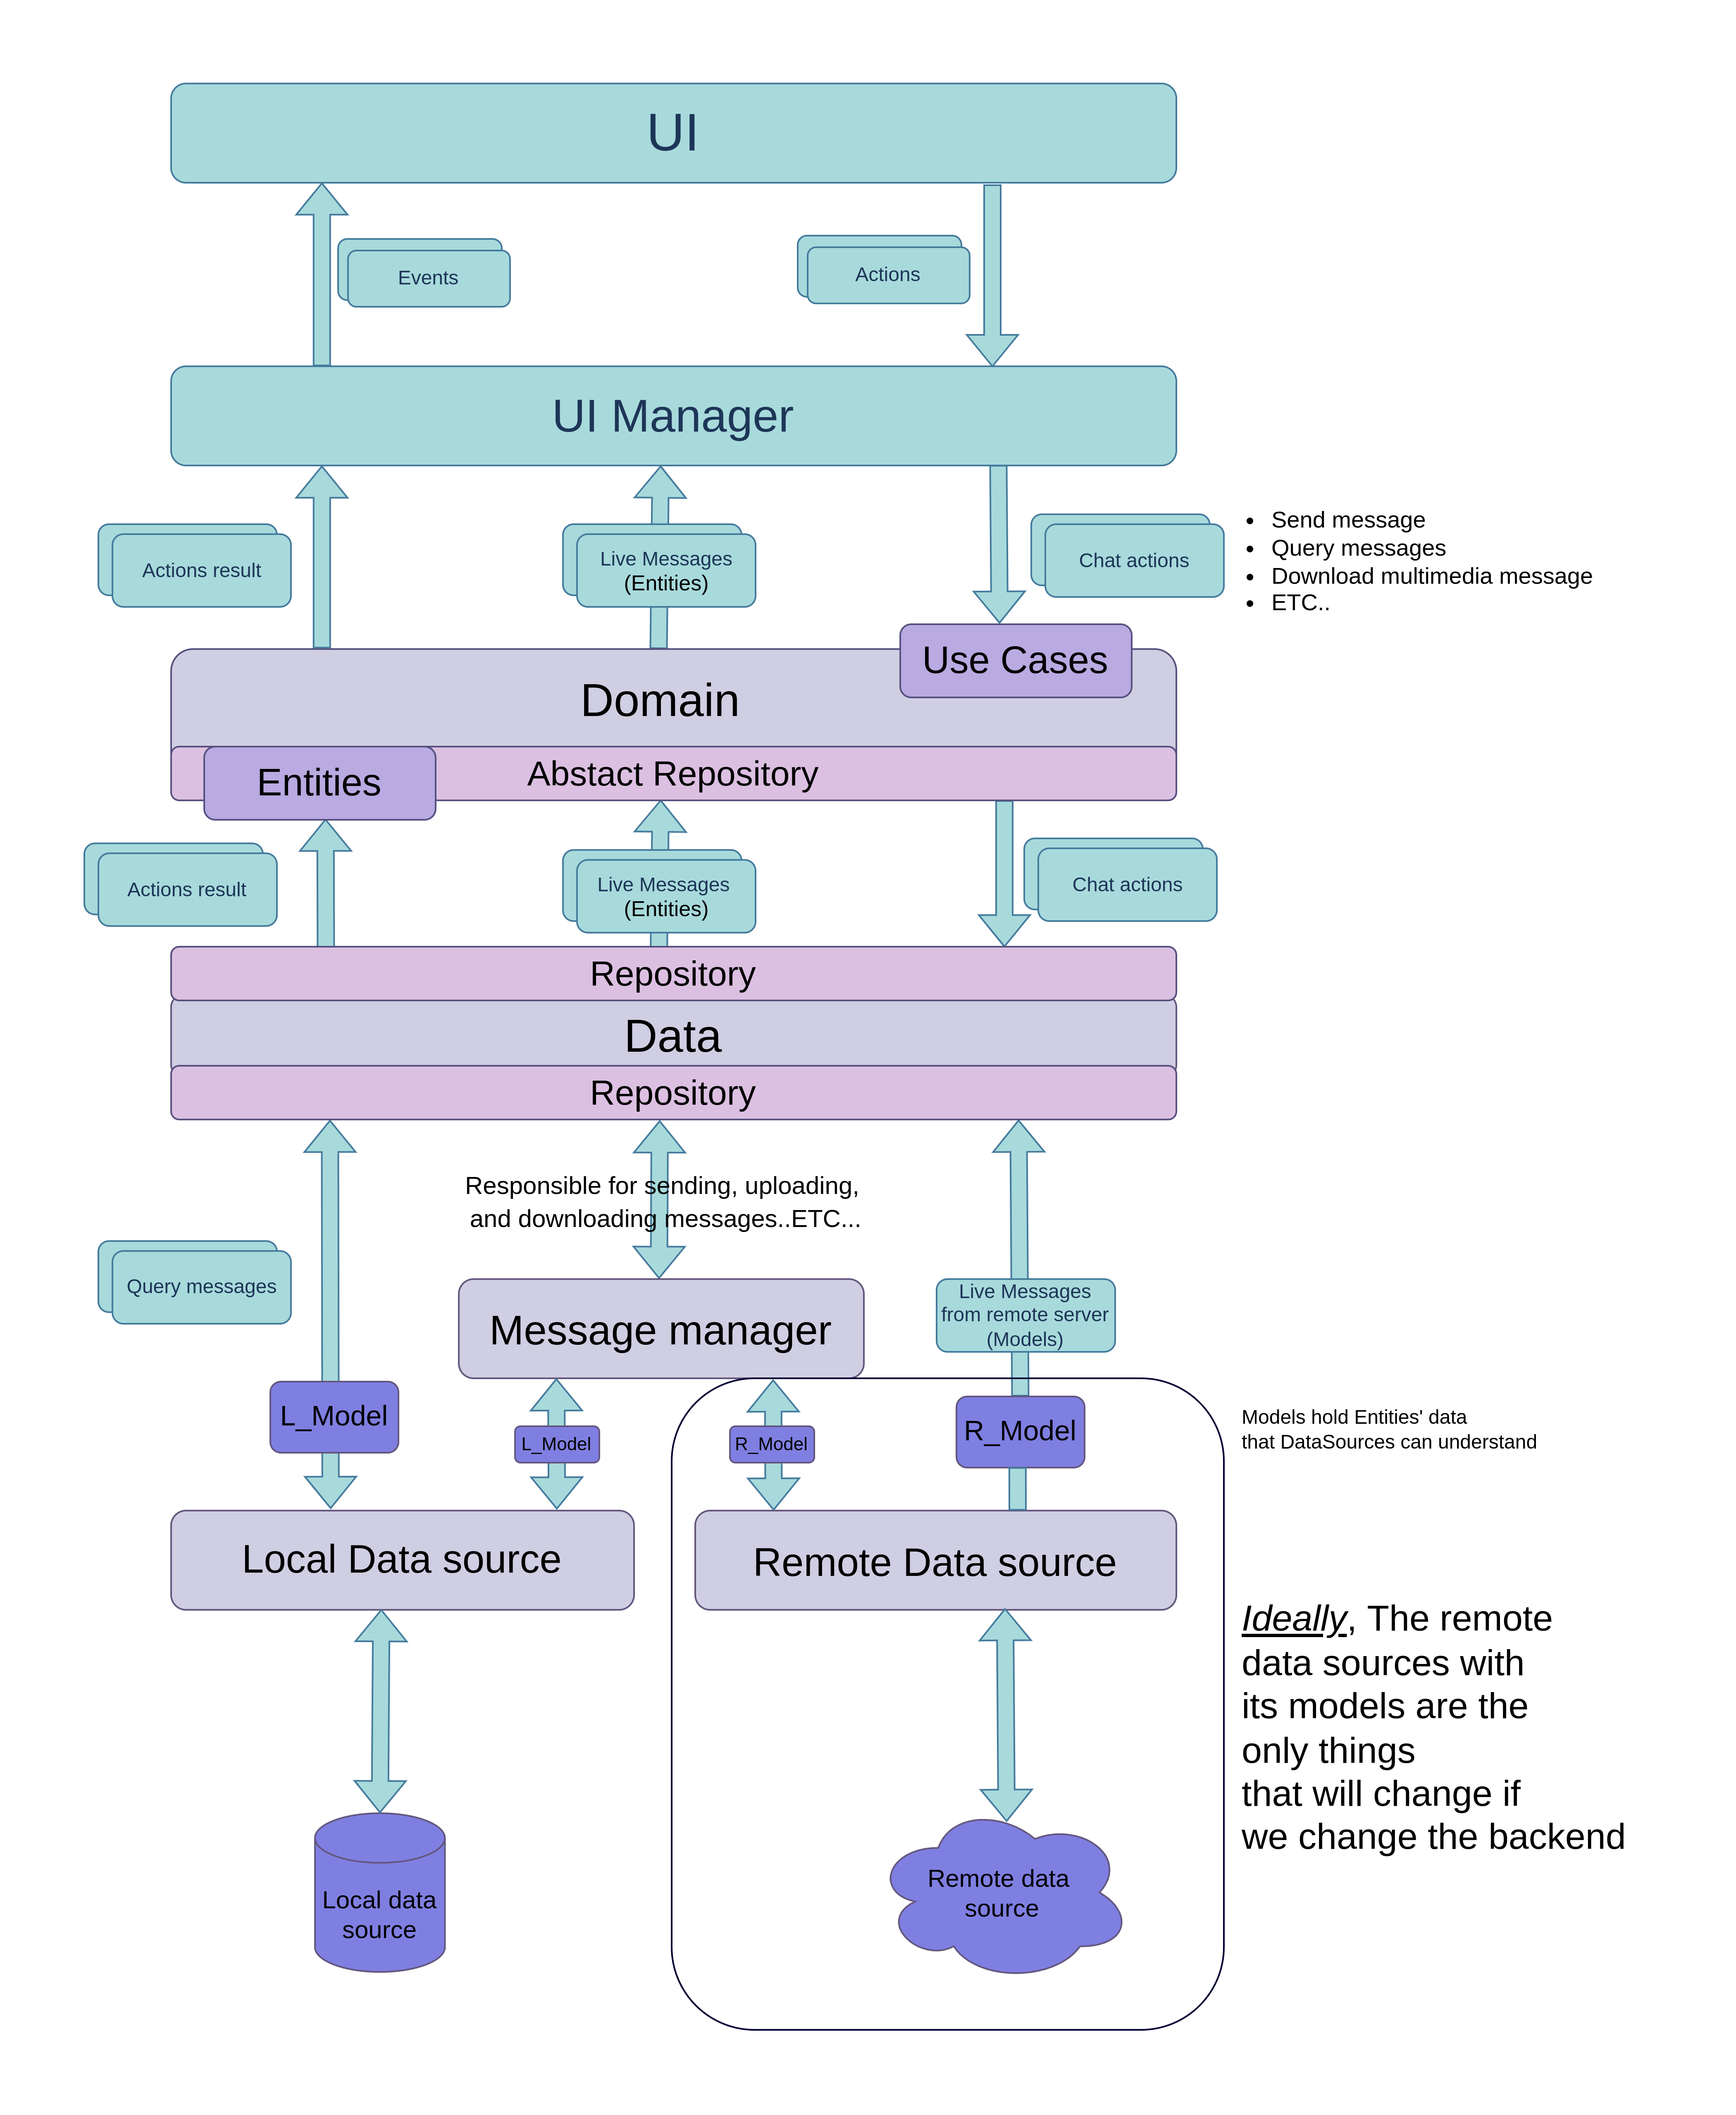 UI
Events
Actions
UI Manager
Actions result
Live Messages
(Entities)
Chat actions
• Send message
• Query messages
• Download multimedia message
• ETC..
Use Cases
Domain
Entities
Abstact Repository
Actions result
Live Messages
(Entities)
Chat actions
Repository
Data
Repository
Responsible for sending, uploading,
and downloading messages..ETC...
Query messages
Message manager
Live Messages
from remote server
(Models)
L_Model
L_Model
R_Model
R_Model
Models hold Entities' data
that DataSources can understand
Local Data source
Remote Data source
Ideally, The remote
data sources with
its models are the
only things
that will change if
we change the backend
Local data
source
Remote data
source